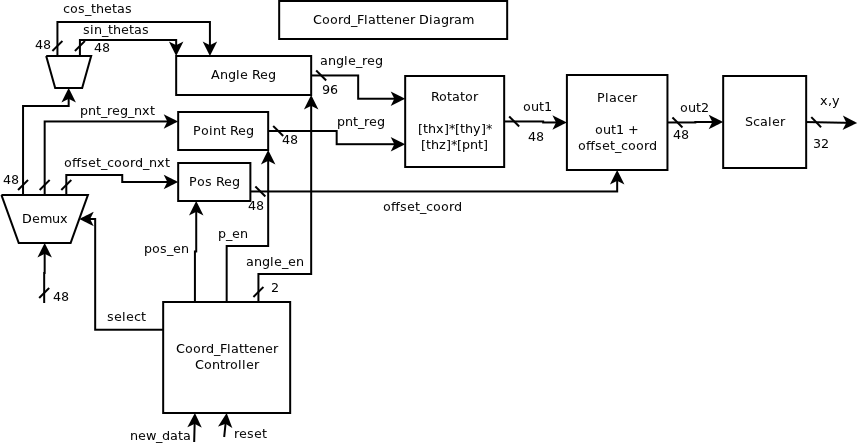 cos_thetas
Coord_Flattener Diagram
sin_thetas
48
48
angle_reg
Angle Reg
96
pnt_reg_nxt
pnt_reg
Point Reg
48
Rotator
[thx]*[thy]*
[thz]*[pnt]
out1
48
Placer
out1 +
offset_coord
out2
48
Scaler
x,y
32
offset_coord_nxt
48
Pos Reg
48
offset_coord
Demux
p_en
pos_en
angle_en
48
2
select
Coord_Flattener
Controller
new_data
reset